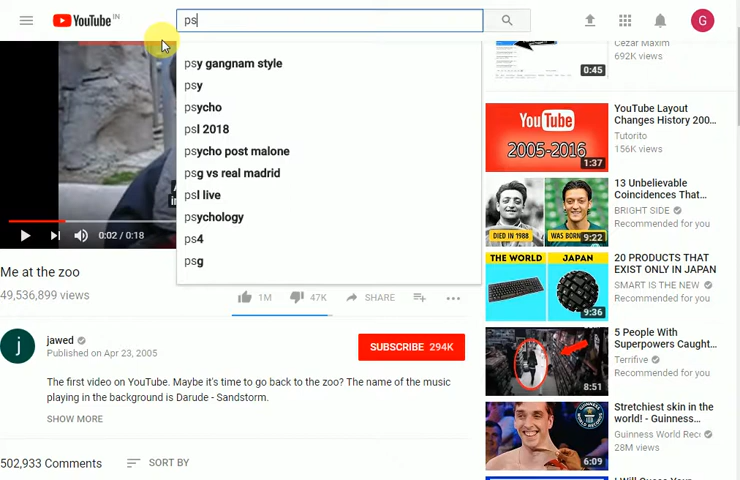 YouTube IN
ps
G
psy gangnam style
psy
psycho
psl 2018
psycho post malone
psg vs real madrid
psl live
psychology
ps4
psg
0:02 / 0:18
Me at the zoo
49,536,899 views
1M
47K
SHARE
jawed
Published on Apr 23, 2005
SUBSCRIBE 294K
The first video on YouTube. Maybe it's time to go back to the zoo? The name of the music
playing in the background is Darude - Sandstorm.
SHOW MORE
502,933 Comments
SORT BY
0:45
Cezar Maxim
692K views
YouTube
2005-2016
1:37
YouTube Layout
Changes History 200...
Tutorito
156K views
DIED IN 1988
WAS BORN
9:22
13 Unbelievable
Coincidences That...
BRIGHT SIDE
Recommended for you
THE WORLD
JAPAN
9:36
20 PRODUCTS THAT
EXIST ONLY IN JAPAN
SMART IS THE NEW
Recommended for you
8:51
5 People With
Superpowers Caught...
Terrifive
Recommended for you
GUINNESS
WORLD
6:09
Stretchiest skin in the
world! - Guinness...
Guinness World Rec
28M views